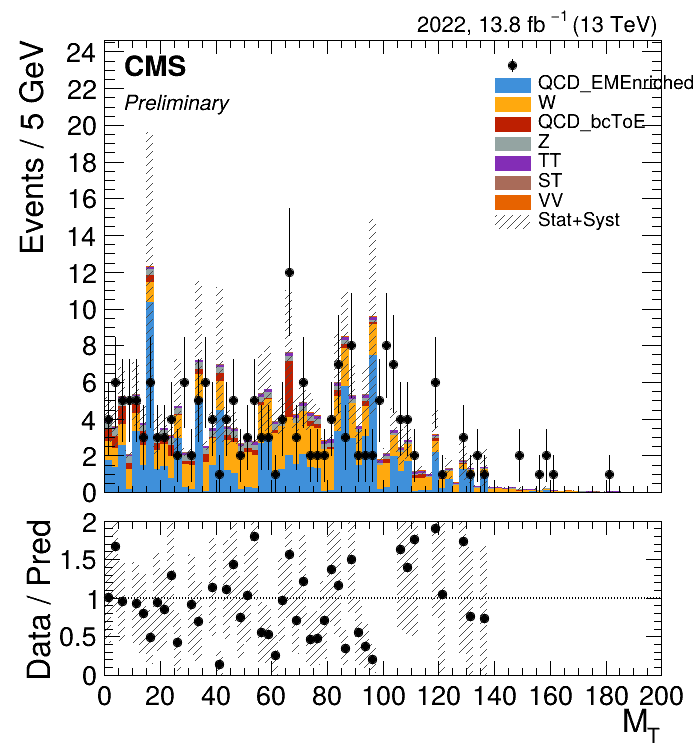 2022, 13.8 fb⁻¹ (13 TeV)
Events / 5 GeV
CMS
Preliminary
QCD_EMEnriched
W
QCD_bcToE
Z
TT
ST
VV
Stat+Syst
24
22
20
18
16
14
12
10
8
6
4
2
0
Data / Pred
2
1.5
1
0.5
0
0 20 40 60 80 100 120 140 160 180 200
M_T